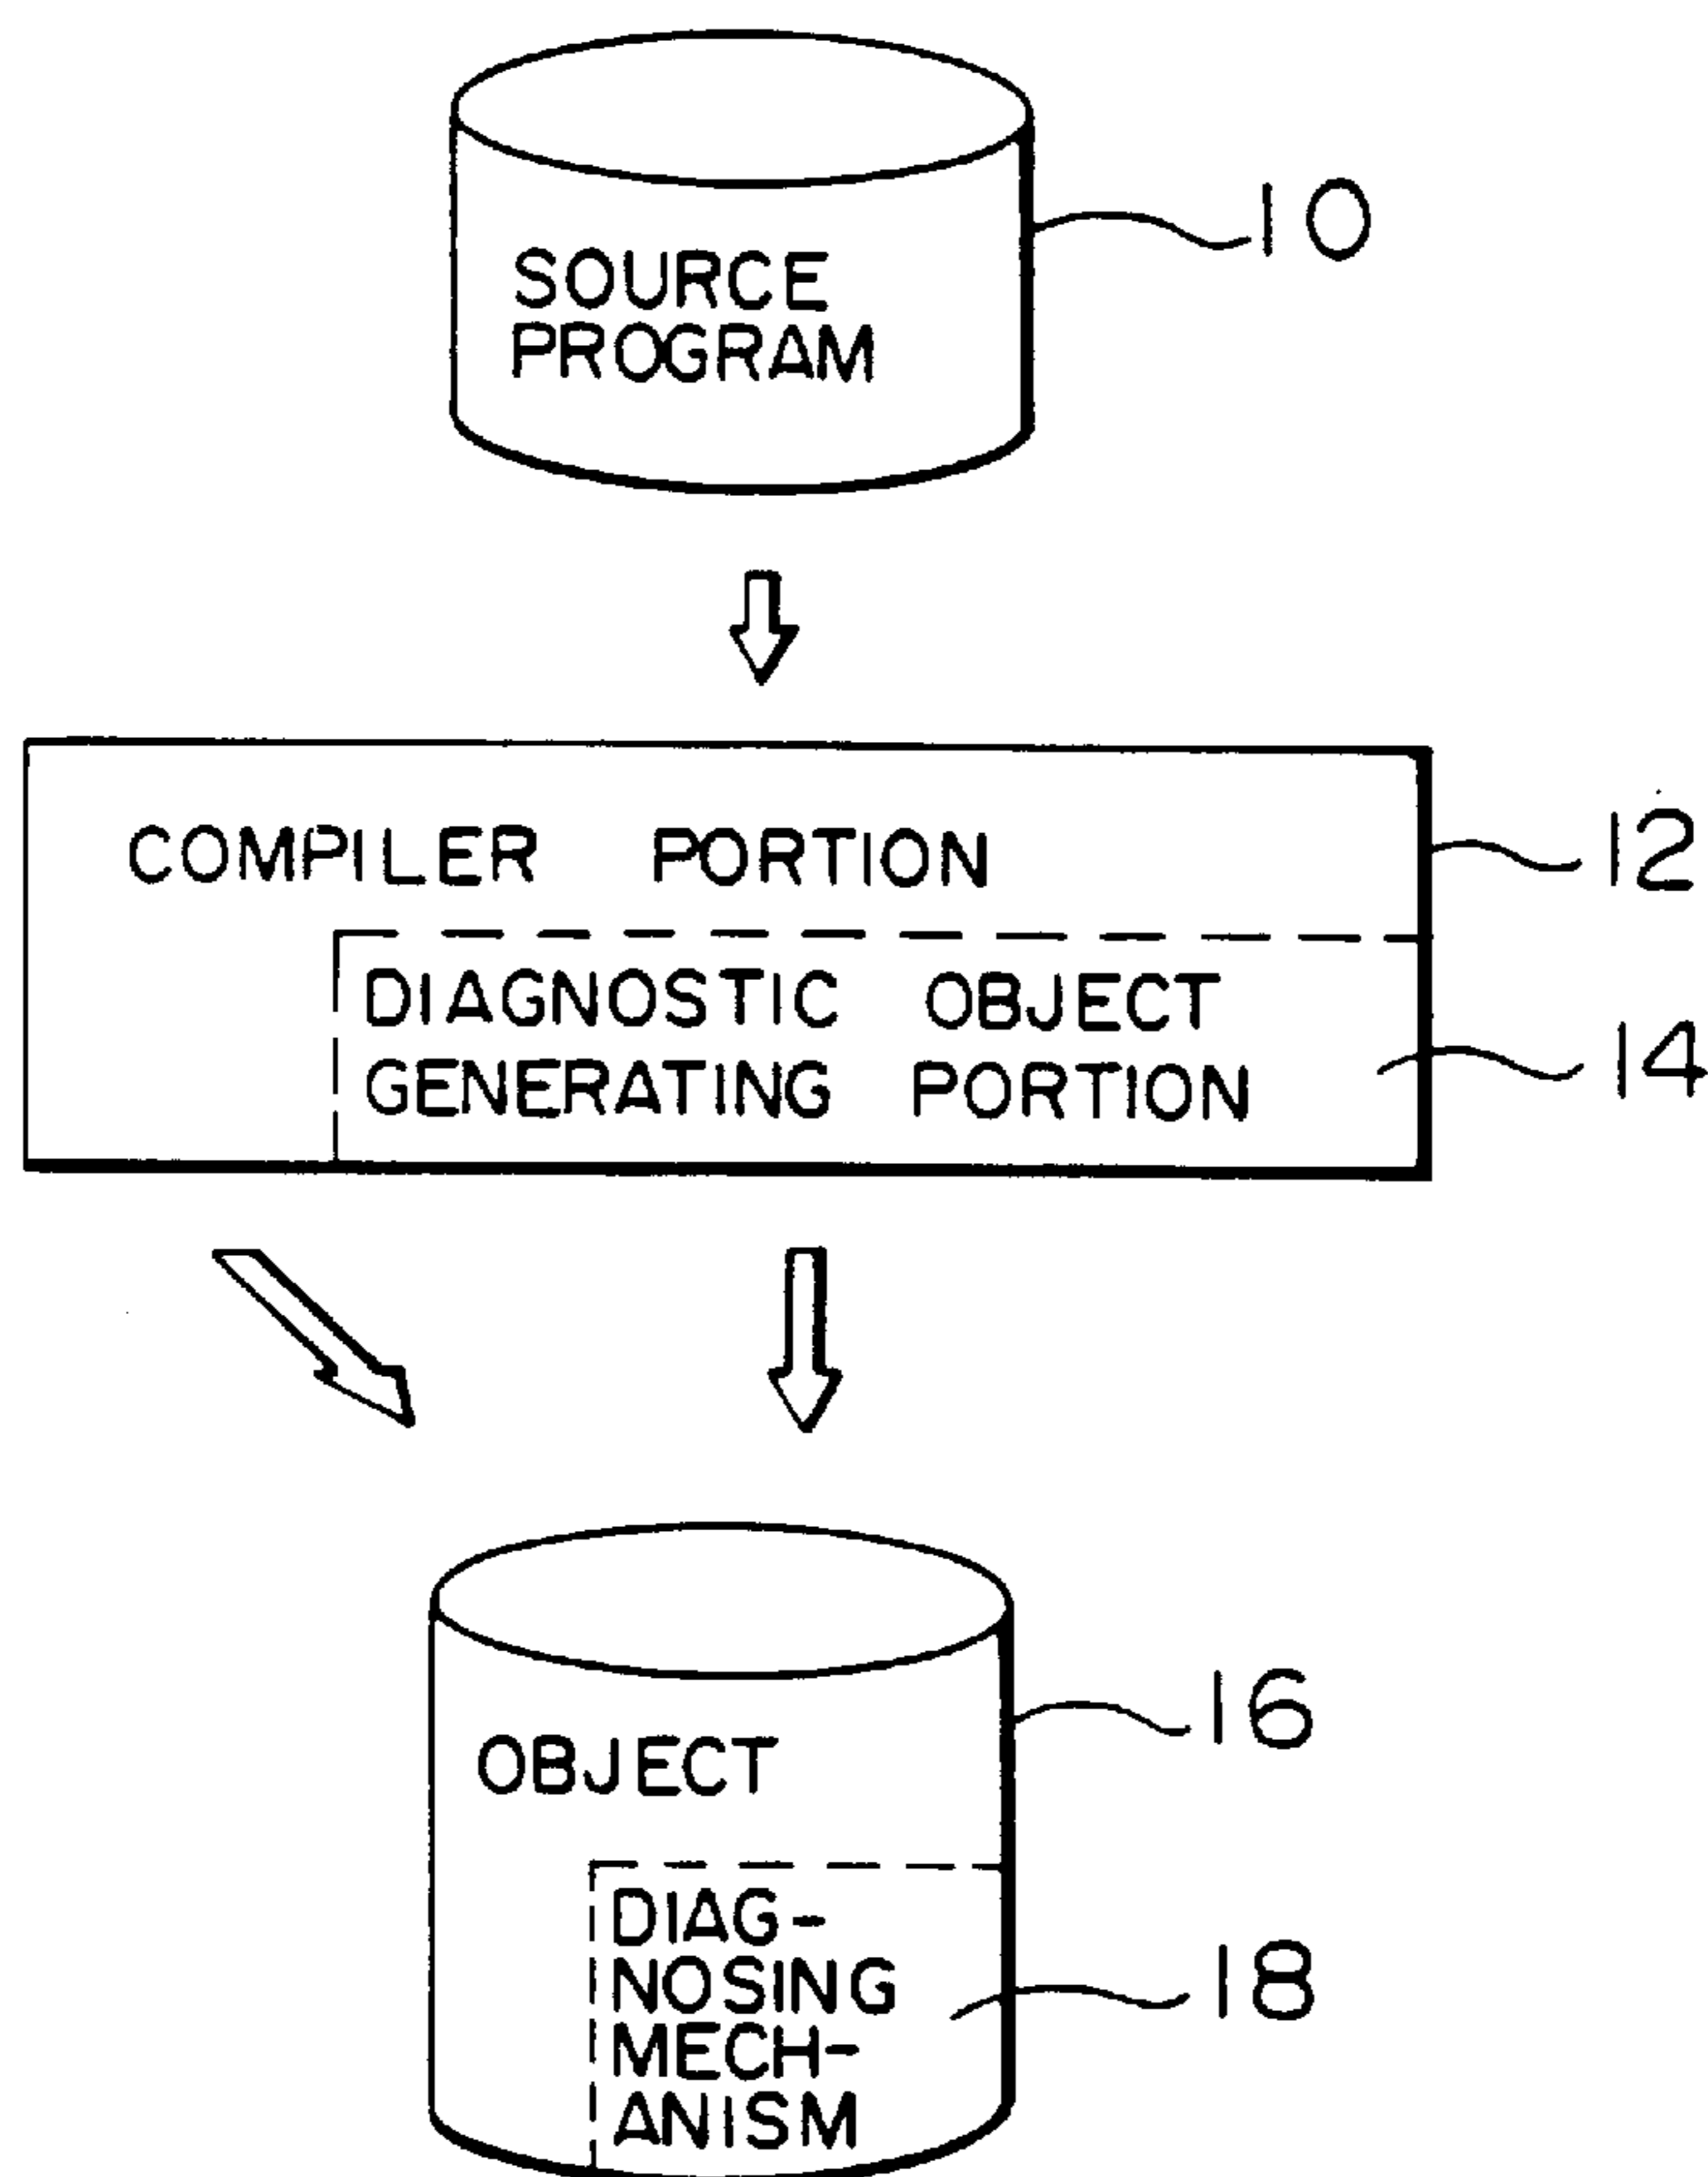 SOURCE
PROGRAM
10
COMPILER PORTION
12
DIAGNOSTIC OBJECT
GENERATING PORTION
14
OBJECT
16
DIAG-
NOSING
MECH-
ANISM
18